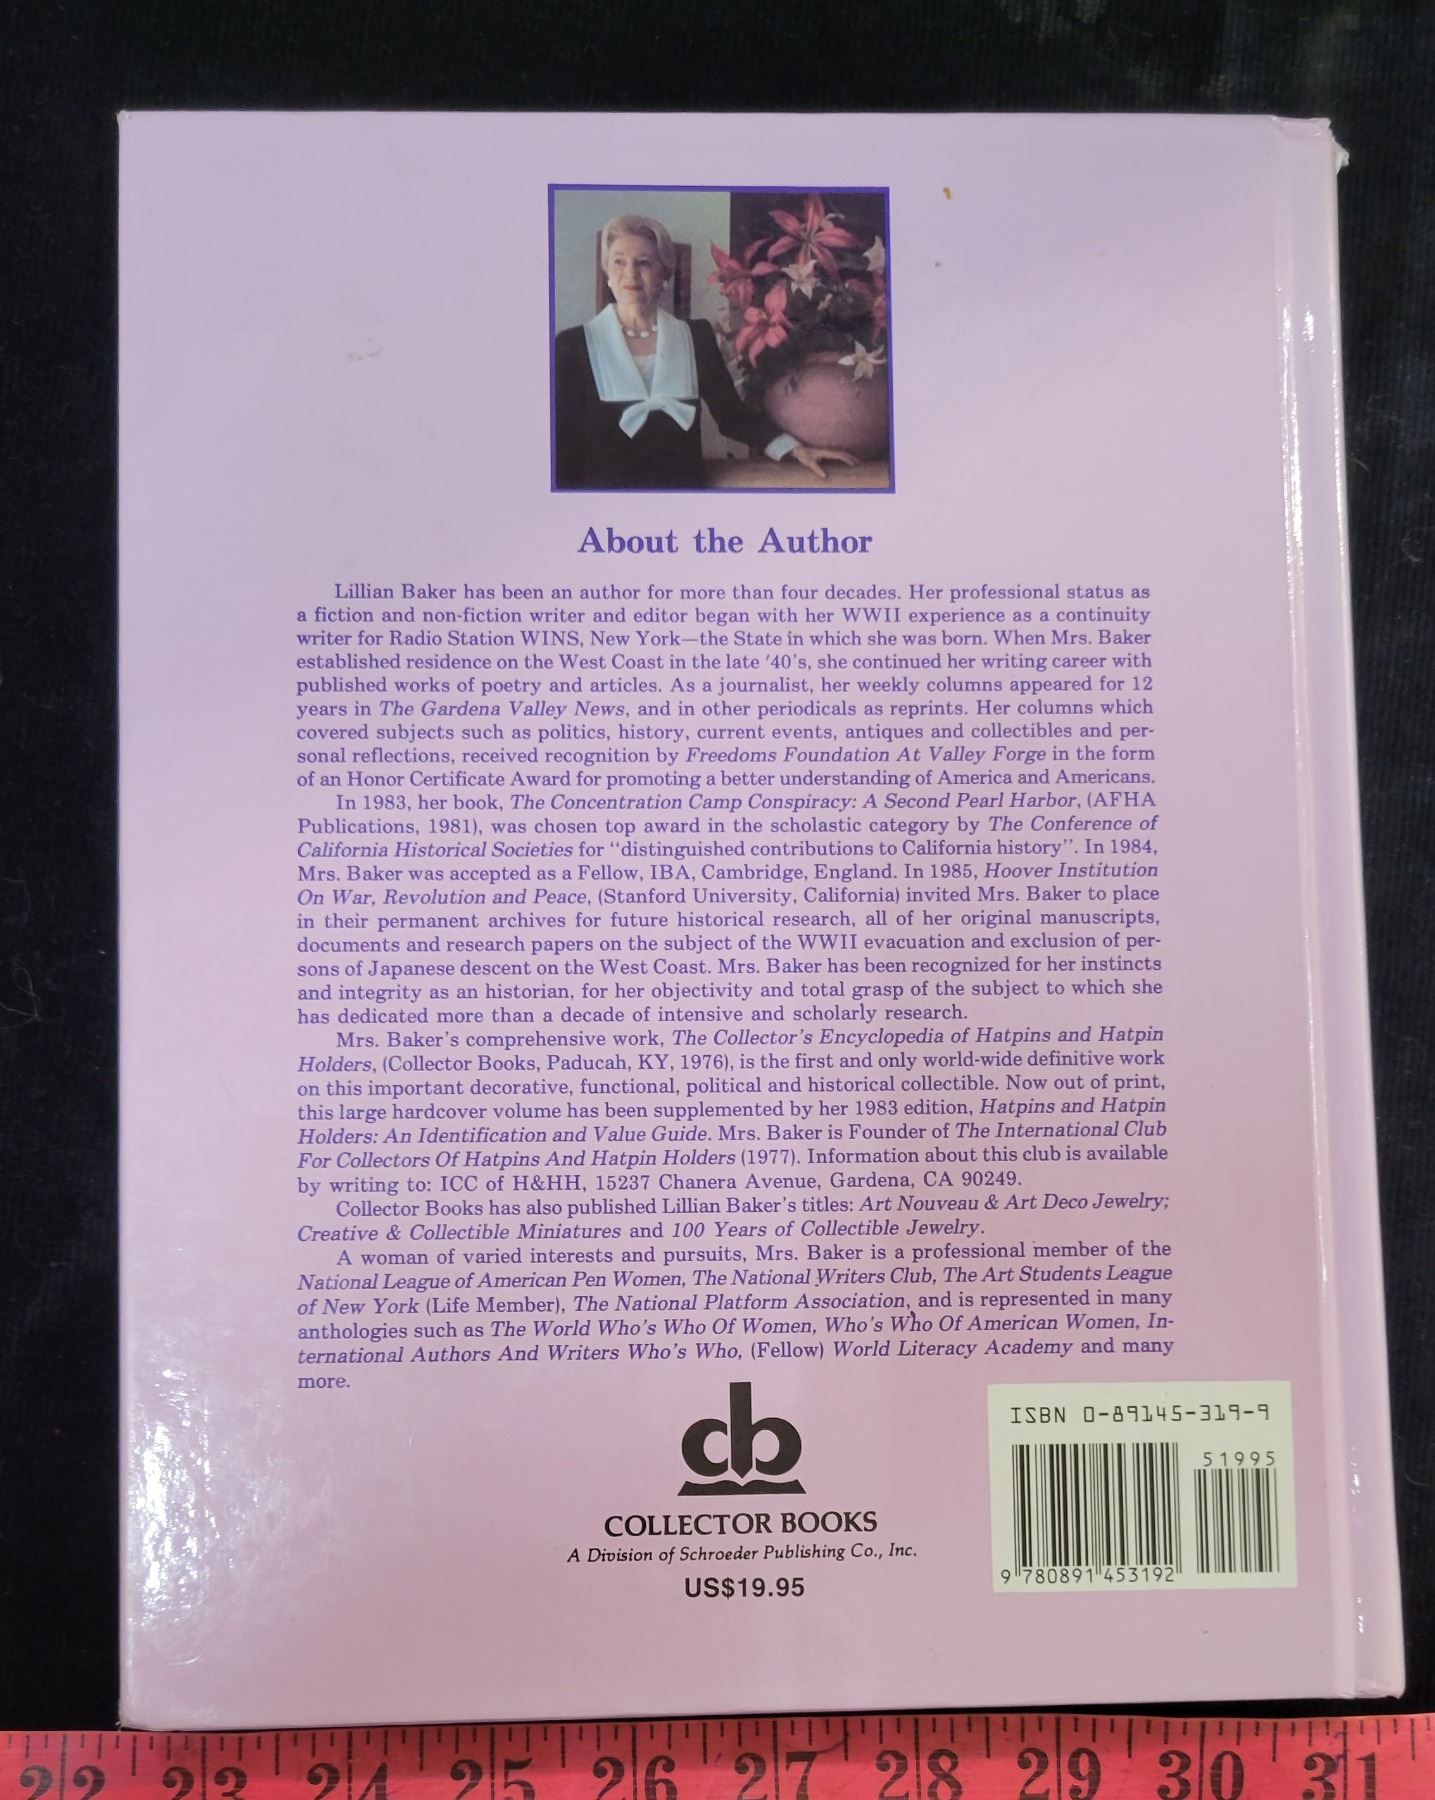 About the Author
Lillian Baker has been an author for more than four decades. Her professional status as
a fiction and non-fiction writer and editor began with her WWII experience as a continuity
writer for Radio Station WINS, New York—the State in which she was born. When Mrs. Baker
established residence on the West Coast in the late '40's, she continued her writing career with
published works of poetry and articles. As a journalist, her weekly columns appeared for 12
years in The Gardena Valley News, and in other periodicals as reprints. Her columns which
covered subjects such as politics, history, current events, antiques and collectibles and per-
sonal reflections, received recognition by Freedoms Foundation At Valley Forge in the form
of an Honor Certificate Award for promoting a better understanding of America and Americans.
In 1983, her book, The Concentration Camp Conspiracy: A Second Pearl Harbor, (AFHA
Publications, 1981), was chosen top award in the scholastic category by The Conference of
California Historical Societies for "distinguished contributions to California history". In 1984,
Mrs. Baker was accepted as a Fellow, IBA, Cambridge, England. In 1985, Hoover Institution
On War, Revolution and Peace, (Stanford University, California) invited Mrs. Baker to place
in their permanent archives for future historical research, all of her original manuscripts,
documents and research papers on the subject of the WWII evacuation and exclusion of per-
sons of Japanese descent on the West Coast. Mrs. Baker has been recognized for her instincts
and integrity as an historian, for her objectivity and total grasp of the subject to which she
has dedicated more than a decade of intensive and scholarly research.
Mrs. Baker's comprehensive work, The Collector's Encyclopedia of Hatpins and Hatpin
Holders, (Collector Books, Paducah, KY, 1976), is the first and only world-wide definitive work
on this important decorative, functional, political and historical collectible. Now out of print,
this large hardcover volume has been supplemented by her 1983 edition, Hatpins and Hatpin
Holders: An Identification and Value Guide. Mrs. Baker is Founder of The International Club
For Collectors Of Hatpins And Hatpin Holders (1977). Information about this club is available
by writing to: ICC of H&HH, 15237 Chanera Avenue, Gardena, CA 90249.
Collector Books has also published Lillian Baker's titles: Art Nouveau & Art Deco Jewelry;
Creative & Collectible Miniatures and 100 Years of Collectible Jewelry.
A woman of varied interests and pursuits, Mrs. Baker is a professional member of the
National League of American Pen Women, The National Writers Club, The Art Students League
of New York (Life Member), The National Platform Association, and is represented in many
anthologies such as The World Who's Who Of Women, Who's Who Of American Women, In-
ternational Authors And Writers Who's Who, (Fellow) World Literacy Academy and many
more.
cb
COLLECTOR BOOKS
A Division of Schroeder Publishing Co., Inc.
US$19.95
ISBN 0-89145-319-9
51995
9 780891 453192
22 23 24 25 26 27 28 29 30 31